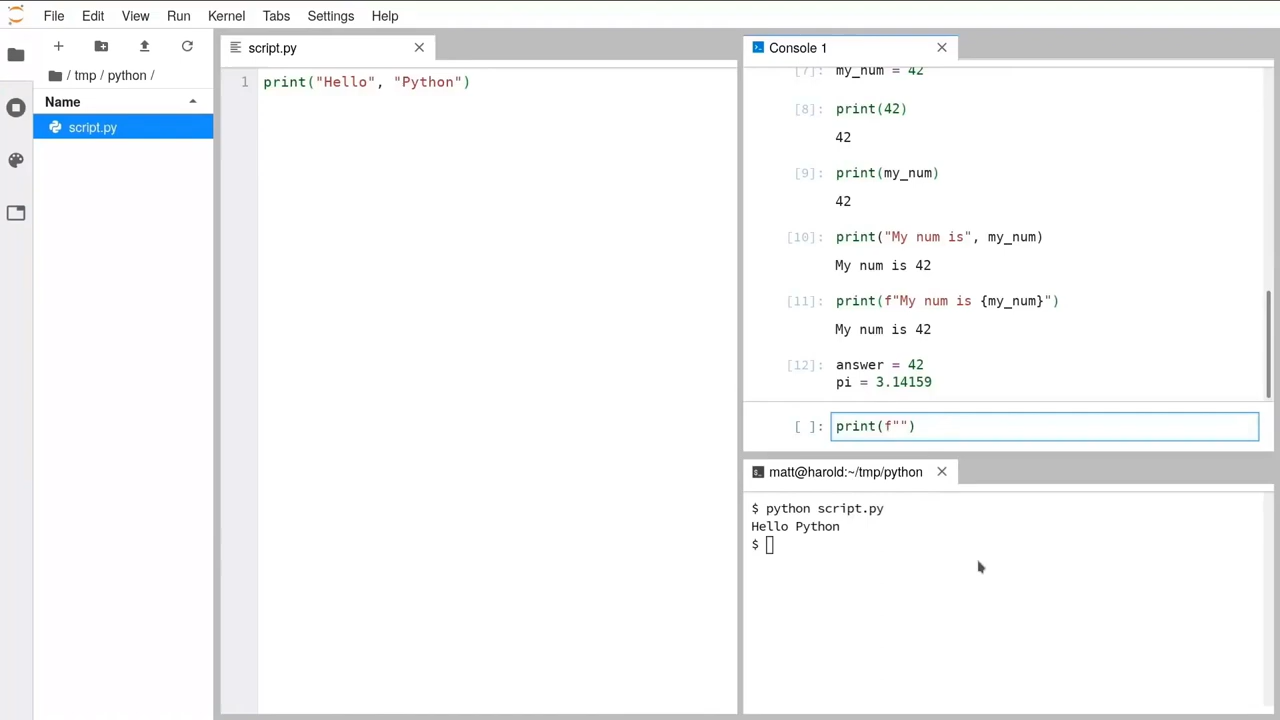 File Edit View Run Kernel Tabs Settings Help
/ tmp / python /
Name
script.py
script.py
1 print("Hello", "Python")
Console 1
[7]: my_num = 42
[8]: print(42)
42
[9]: print(my_num)
42
[10]: print("My num is", my_num)
My num is 42
[11]: print(f"My num is {my_num}")
My num is 42
[12]: answer = 42
pi = 3.14159
[ ]: print(f"")
matt@harold:~/tmp/python
$ python script.py
Hello Python
$